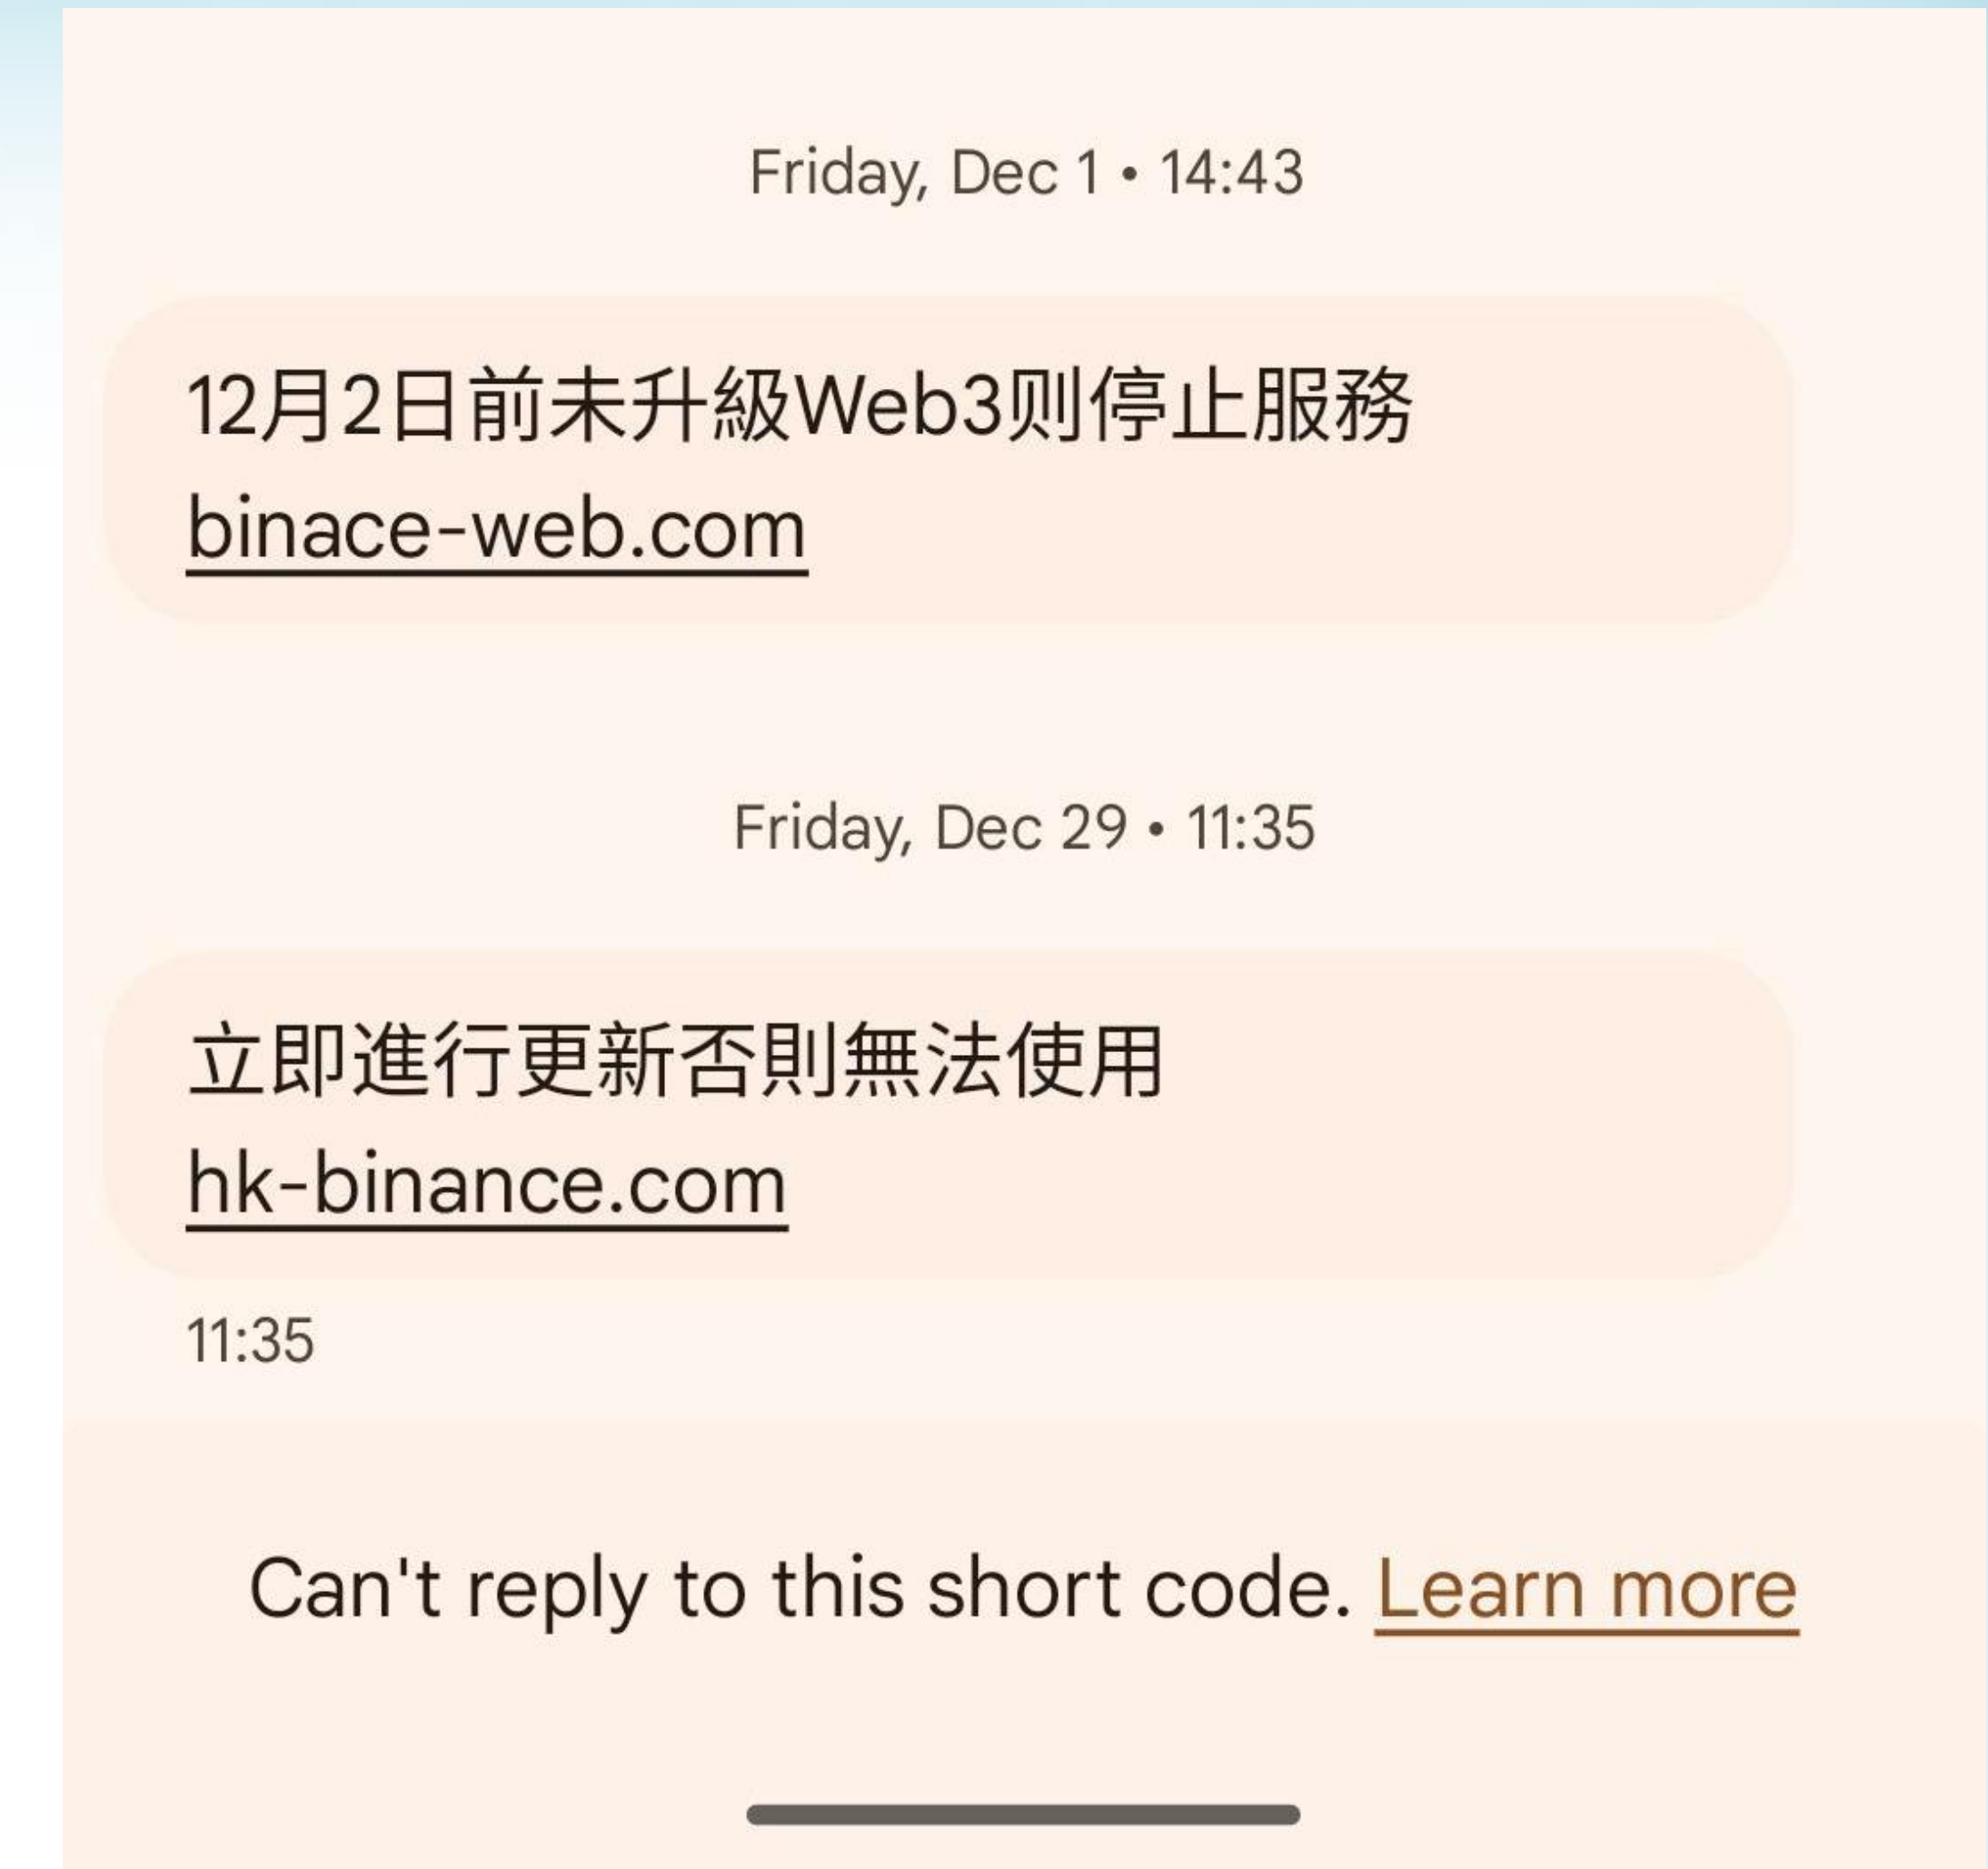 Friday, Dec 1 • 14:43
12月2日前未升級Web3则停止服務
binace-web.com
Friday, Dec 29 • 11:35
立即進行更新否則無法使用
hk-binance.com
11:35
Can't reply to this short code. Learn more